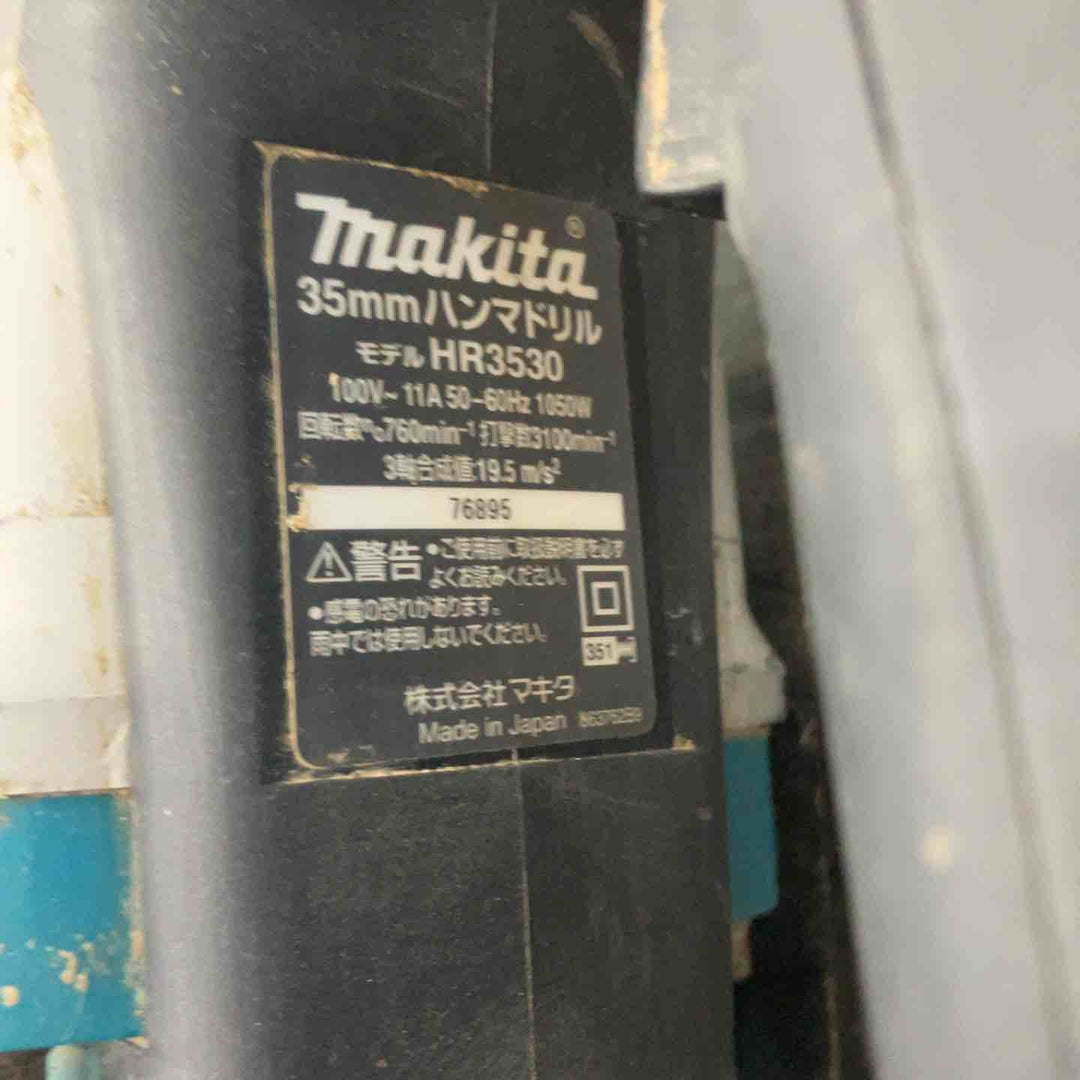 makita®
35mmハンマドリル
モデル HR3530
100V~ 11A 50-60Hz 1050W
回転数 760min-¹ 打撃数3100min-¹
3軸合成値19.5 m/s²
76895
⚠警告 •ご使用前に取扱説明書を必ず
よくお読みください。
•感電の恐れがあります。
雨中では使用しないでください。
351
株式会社マキタ
Made in Japan